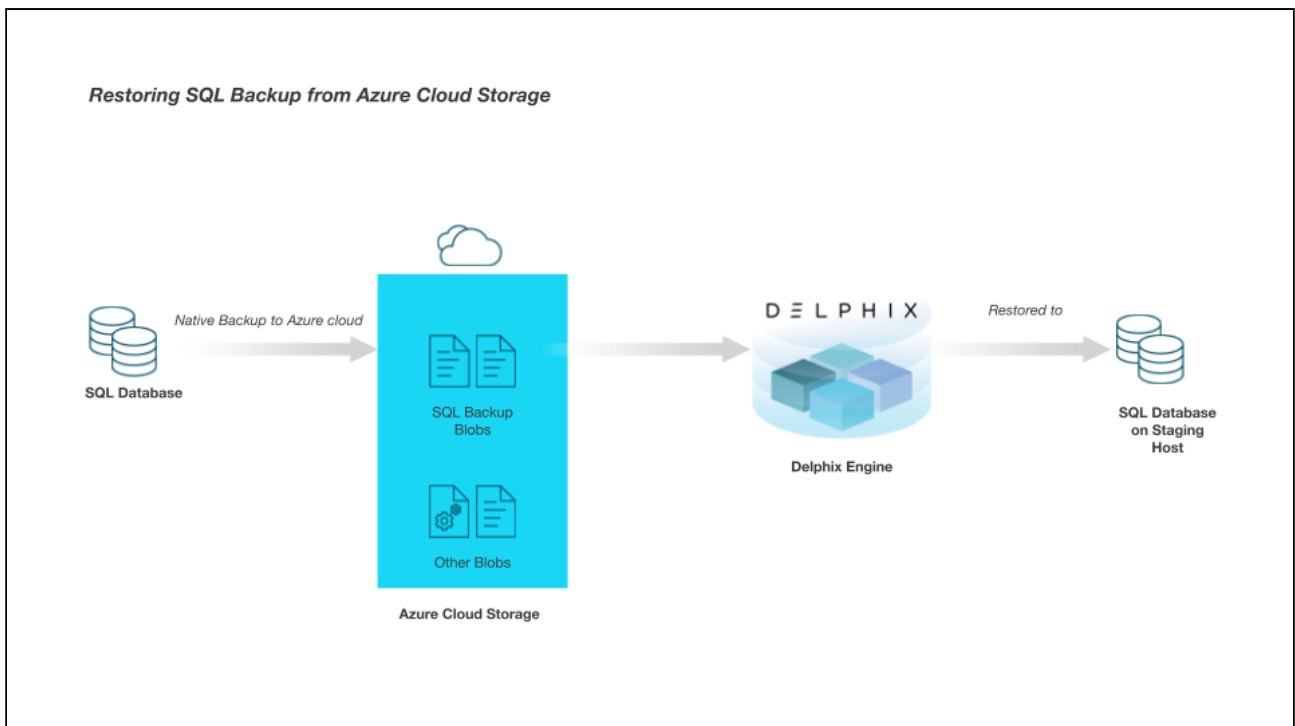 Restoring SQL Backup from Azure Cloud Storage
Native Backup to Azure cloud
SQL Database
SQL Backup
Blobs
Other Blobs
Azure Cloud Storage
DELPHIX
Delphix Engine
Restored to
SQL Database
on Staging
Host